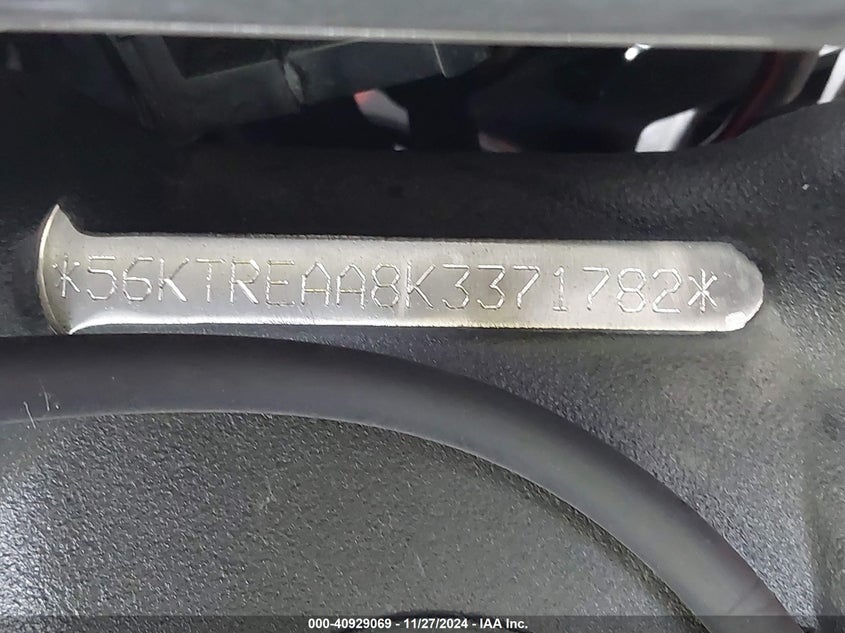 *56KTREAA8K3371782*
000-40929069 - 11/27/2024 - IAA Inc.